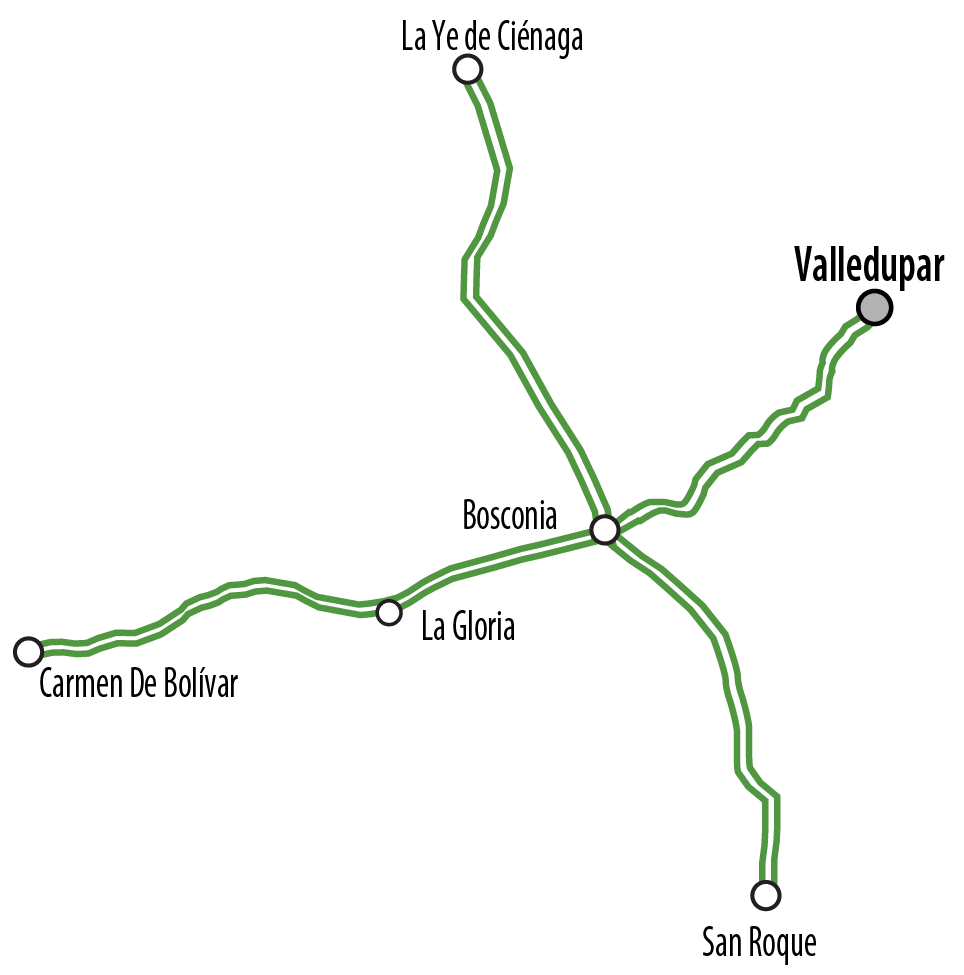 La Ye de Ciénaga
Valledupar
Bosconia
La Gloria
Carmen De Bolívar
San Roque